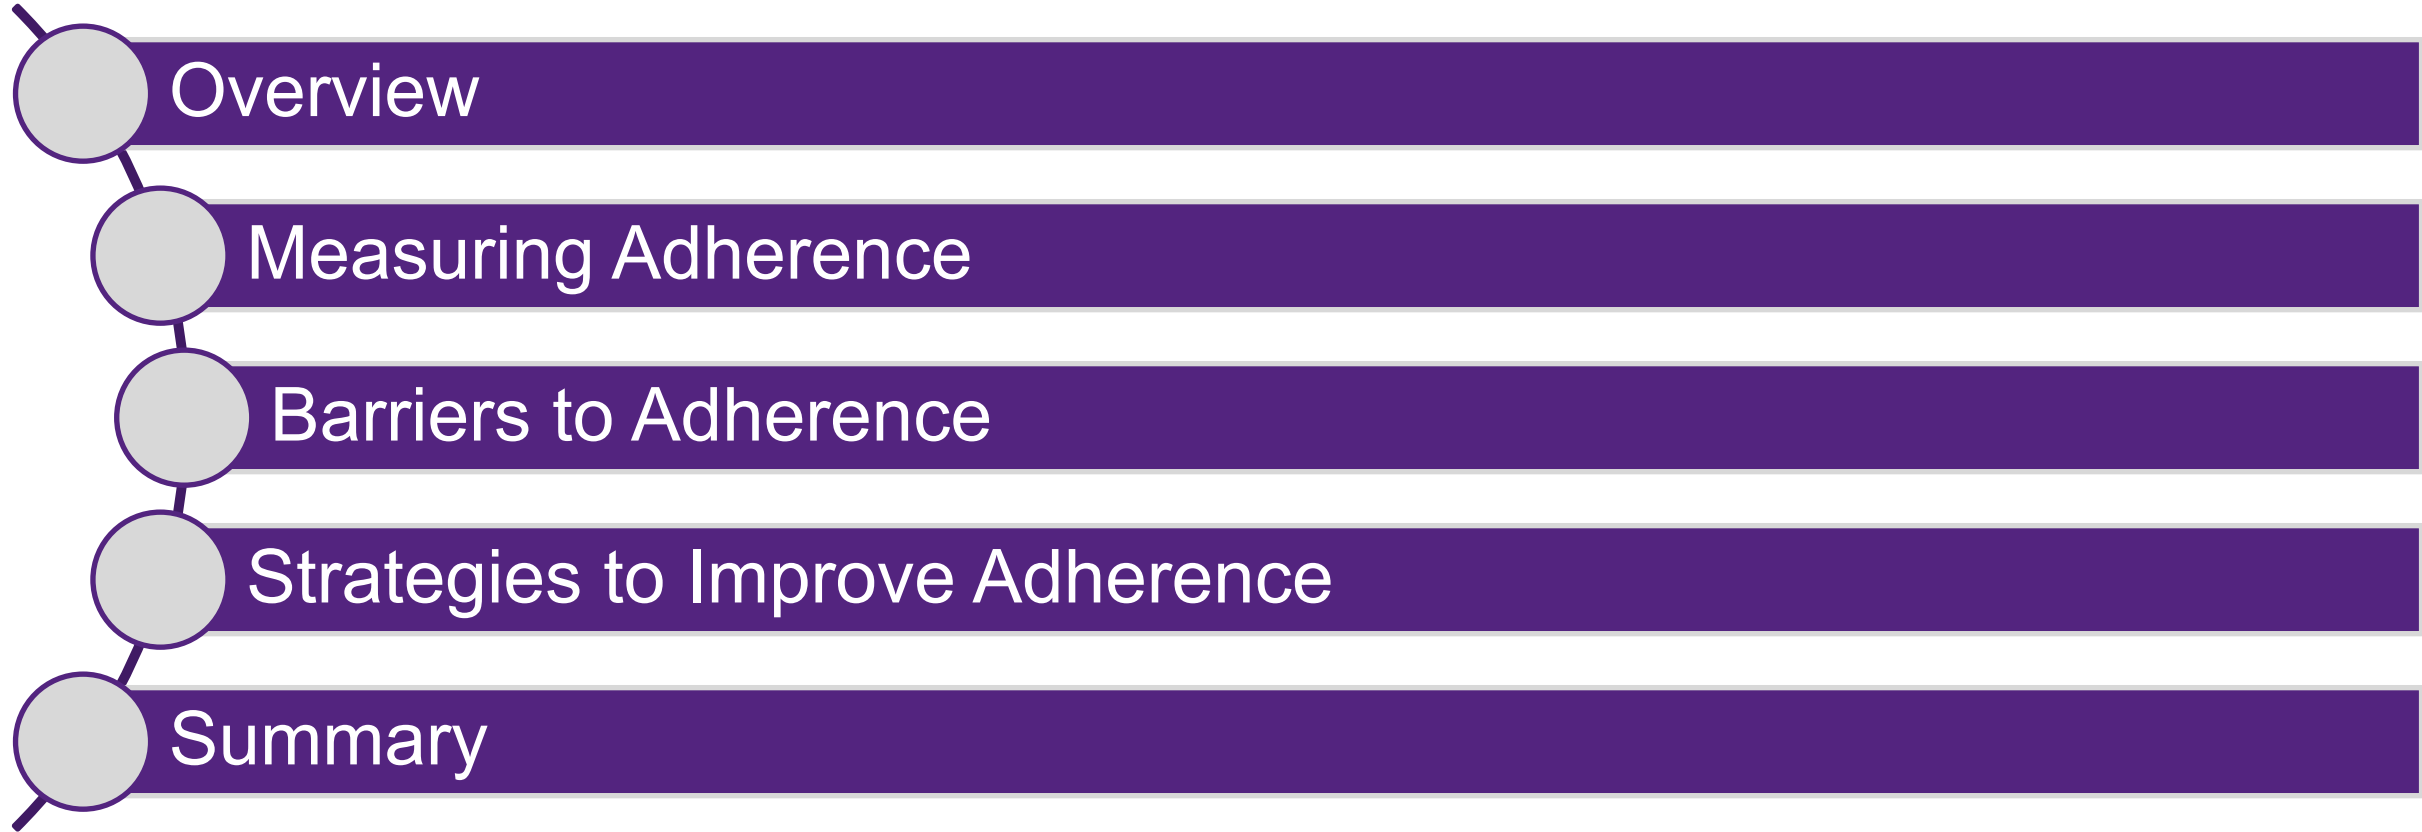 Overview
Measuring Adherence
Barriers to Adherence
Strategies to Improve Adherence
Summary